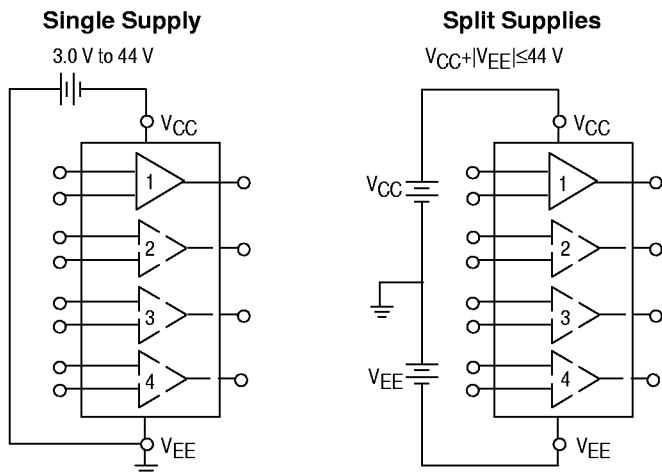 Single Supply
3.0 V to 44 V
VCC
1
2
3
4
VEE
Split Supplies
VCC+|VEE|≤44 V
VCC
VCC
1
2
3
VEE
4
VEE